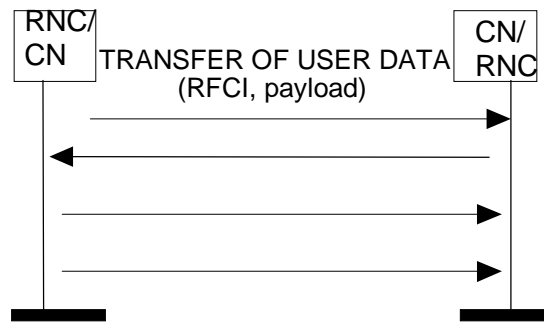 RNC/
CN
TRANSFER OF USER DATA
(RFCI, payload)
CN/
RNC